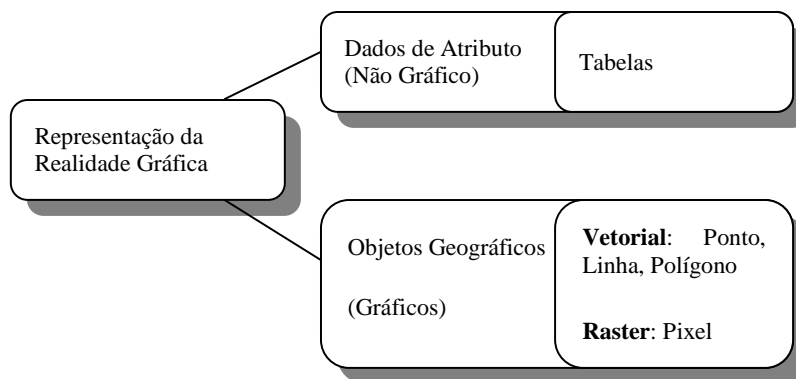 Representação da
Realidade Gráfica
Dados de Atributo
(Não Gráfico)
Tabelas
Objetos Geográficos
(Gráficos)
Vetorial: Ponto,
Linha, Polígono
Raster: Pixel